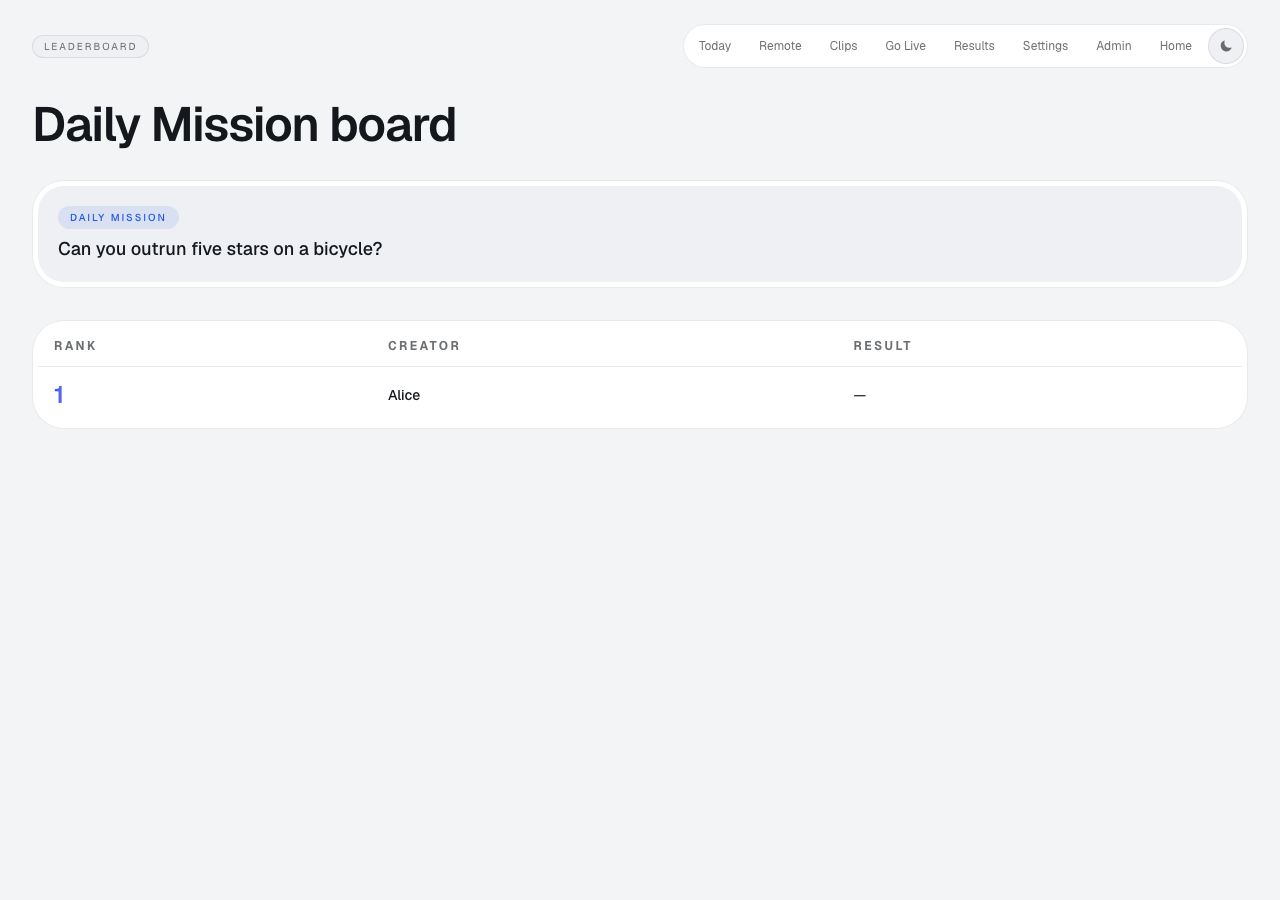 LEADERBOARD
Today Remote Clips Go Live Results Settings Admin Home
Daily Mission board
DAILY MISSION
Can you outrun five stars on a bicycle?
RANK CREATOR RESULT
1 Alice —